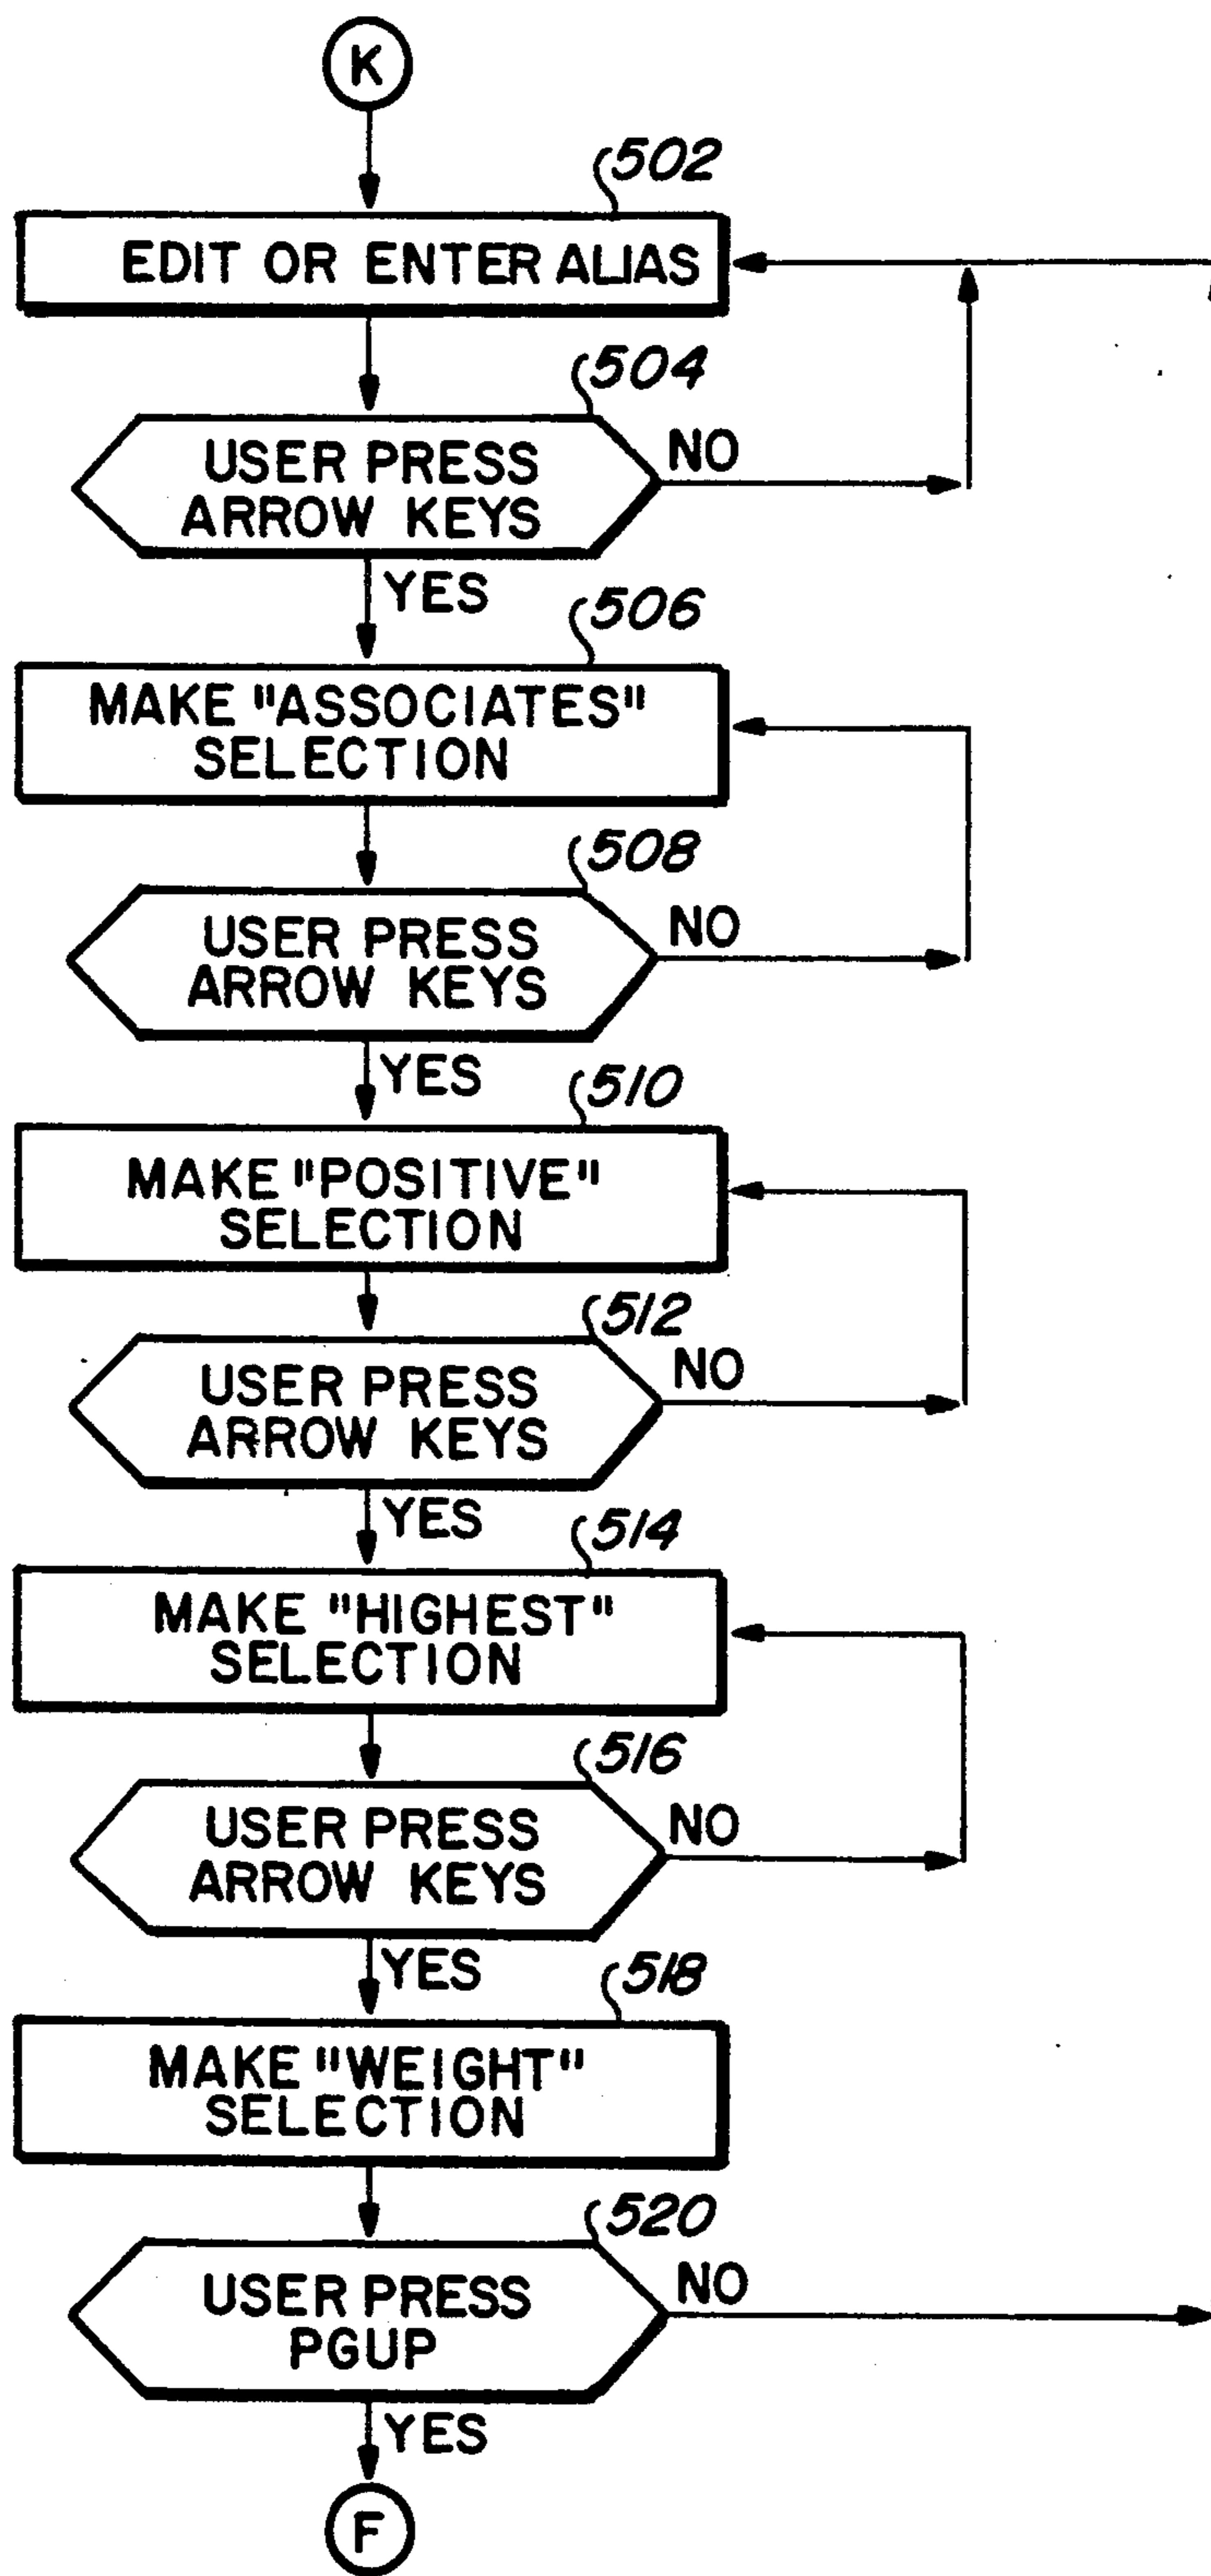 K
502
EDIT OR ENTER ALIAS
504
USER PRESS
ARROW KEYS
NO
YES
506
MAKE "ASSOCIATES"
SELECTION
508
USER PRESS
ARROW KEYS
NO
YES
510
MAKE "POSITIVE"
SELECTION
512
USER PRESS
ARROW KEYS
NO
YES
514
MAKE "HIGHEST"
SELECTION
516
USER PRESS
ARROW KEYS
NO
YES
518
MAKE "WEIGHT"
SELECTION
520
USER PRESS
PGUP
NO
YES
F